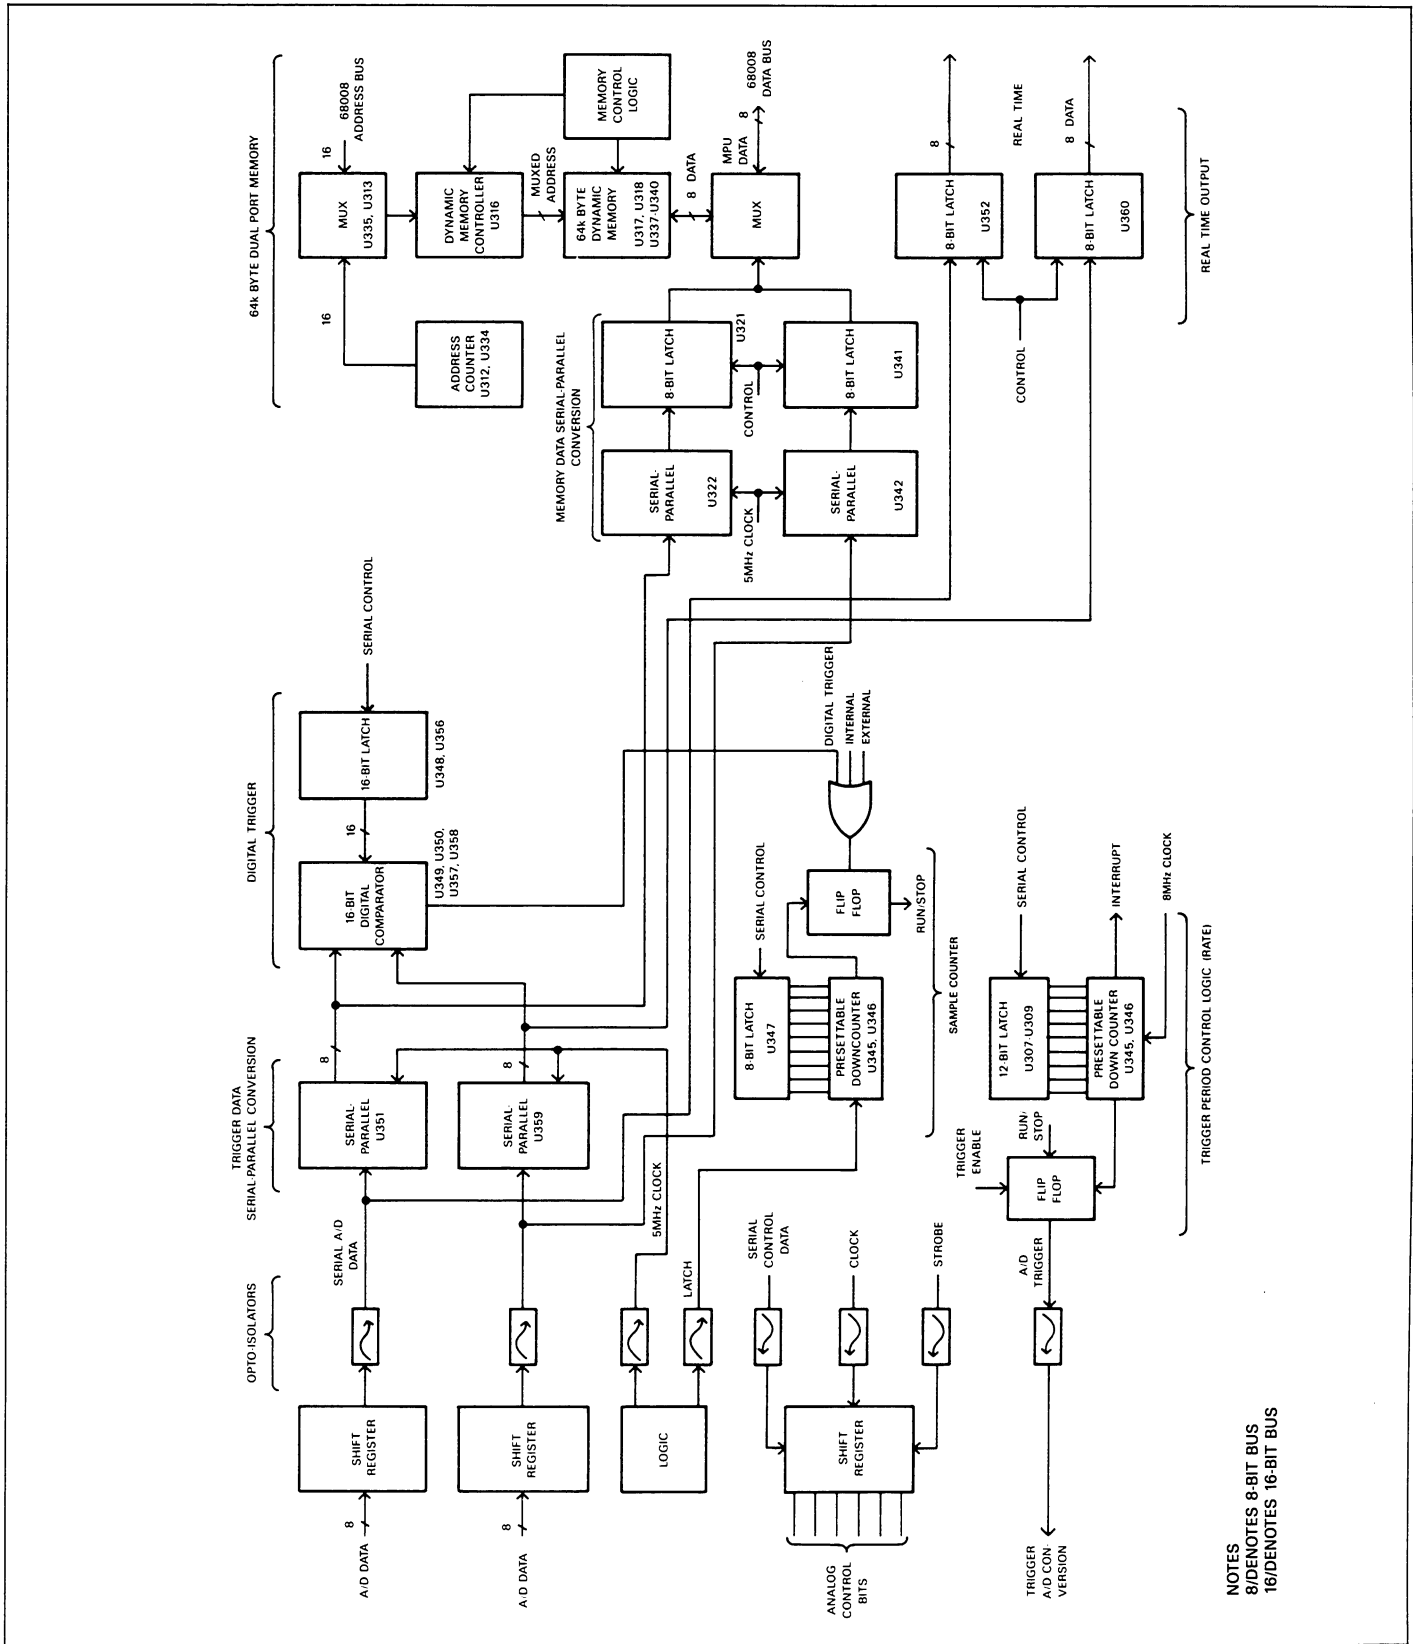 64k BYTE DUAL PORT MEMORY
16
68008
ADDRESS BUS
MUX
U335, U313
16
ADDRESS
COUNTER
U312, U334
DYNAMIC
MEMORY
CONTROLLER
U316
MUXED
ADDRESS
MEMORY
CONTROL
LOGIC
64k BYTE
DYNAMIC
MEMORY
U317, U318
U337-U340
8 DATA
MUX
MPU
DATA
8
68008
DATA BUS
MEMORY DATA SERIAL-PARALLEL
CONVERSION
8-BIT LATCH
U321
CONTROL
8-BIT LATCH
U341
SERIAL-
PARALLEL
U322
5MHz CLOCK
SERIAL-
PARALLEL
U342
8
REAL TIME
8 DATA
8-BIT LATCH
U352
8-BIT LATCH
U360
CONTROL
REAL TIME OUTPUT
DIGITAL TRIGGER
SERIAL CONTROL
16-BIT LATCH
U348, U356
16
16-BIT
DIGITAL
COMPARATOR
U349, U350,
U357, U358
TRIGGER DATA
SERIAL-PARALLEL CONVERSION
8
SERIAL-
PARALLEL
U351
8
SERIAL-
PARALLEL
U359
5MHz CLOCK
DIGITAL TRIGGER
INTERNAL
EXTERNAL
FLIP
FLOP
RUN/STOP
SERIAL CONTROL
8-BIT LATCH
U347
PRESETTABLE
DOWNCOUNTER
U345, U346
SAMPLE COUNTER
SERIAL CONTROL
12-BIT LATCH
U307-U309
PRESETTABLE
DOWN COUNTER
U345, U346
INTERRUPT
8MHz CLOCK
TRIGGER
ENABLE
RUN/
STOP
FLIP
FLOP
TRIGGER PERIOD CONTROL LOGIC (RATE)
OPTO-ISOLATORS
SERIAL A/D
DATA
LATCH
SERIAL
CONTROL
DATA
CLOCK
STROBE
A/D
TRIGGER
SHIFT
REGISTER
SHIFT
REGISTER
LOGIC
SHIFT
REGISTER
8
A/D DATA
8
A/D DATA
ANALOG
CONTROL
BITS
TRIGGER
A/D CON-
VERSION
NOTES
8/DENOTES 8-BIT BUS
16/DENOTES 16-BIT BUS